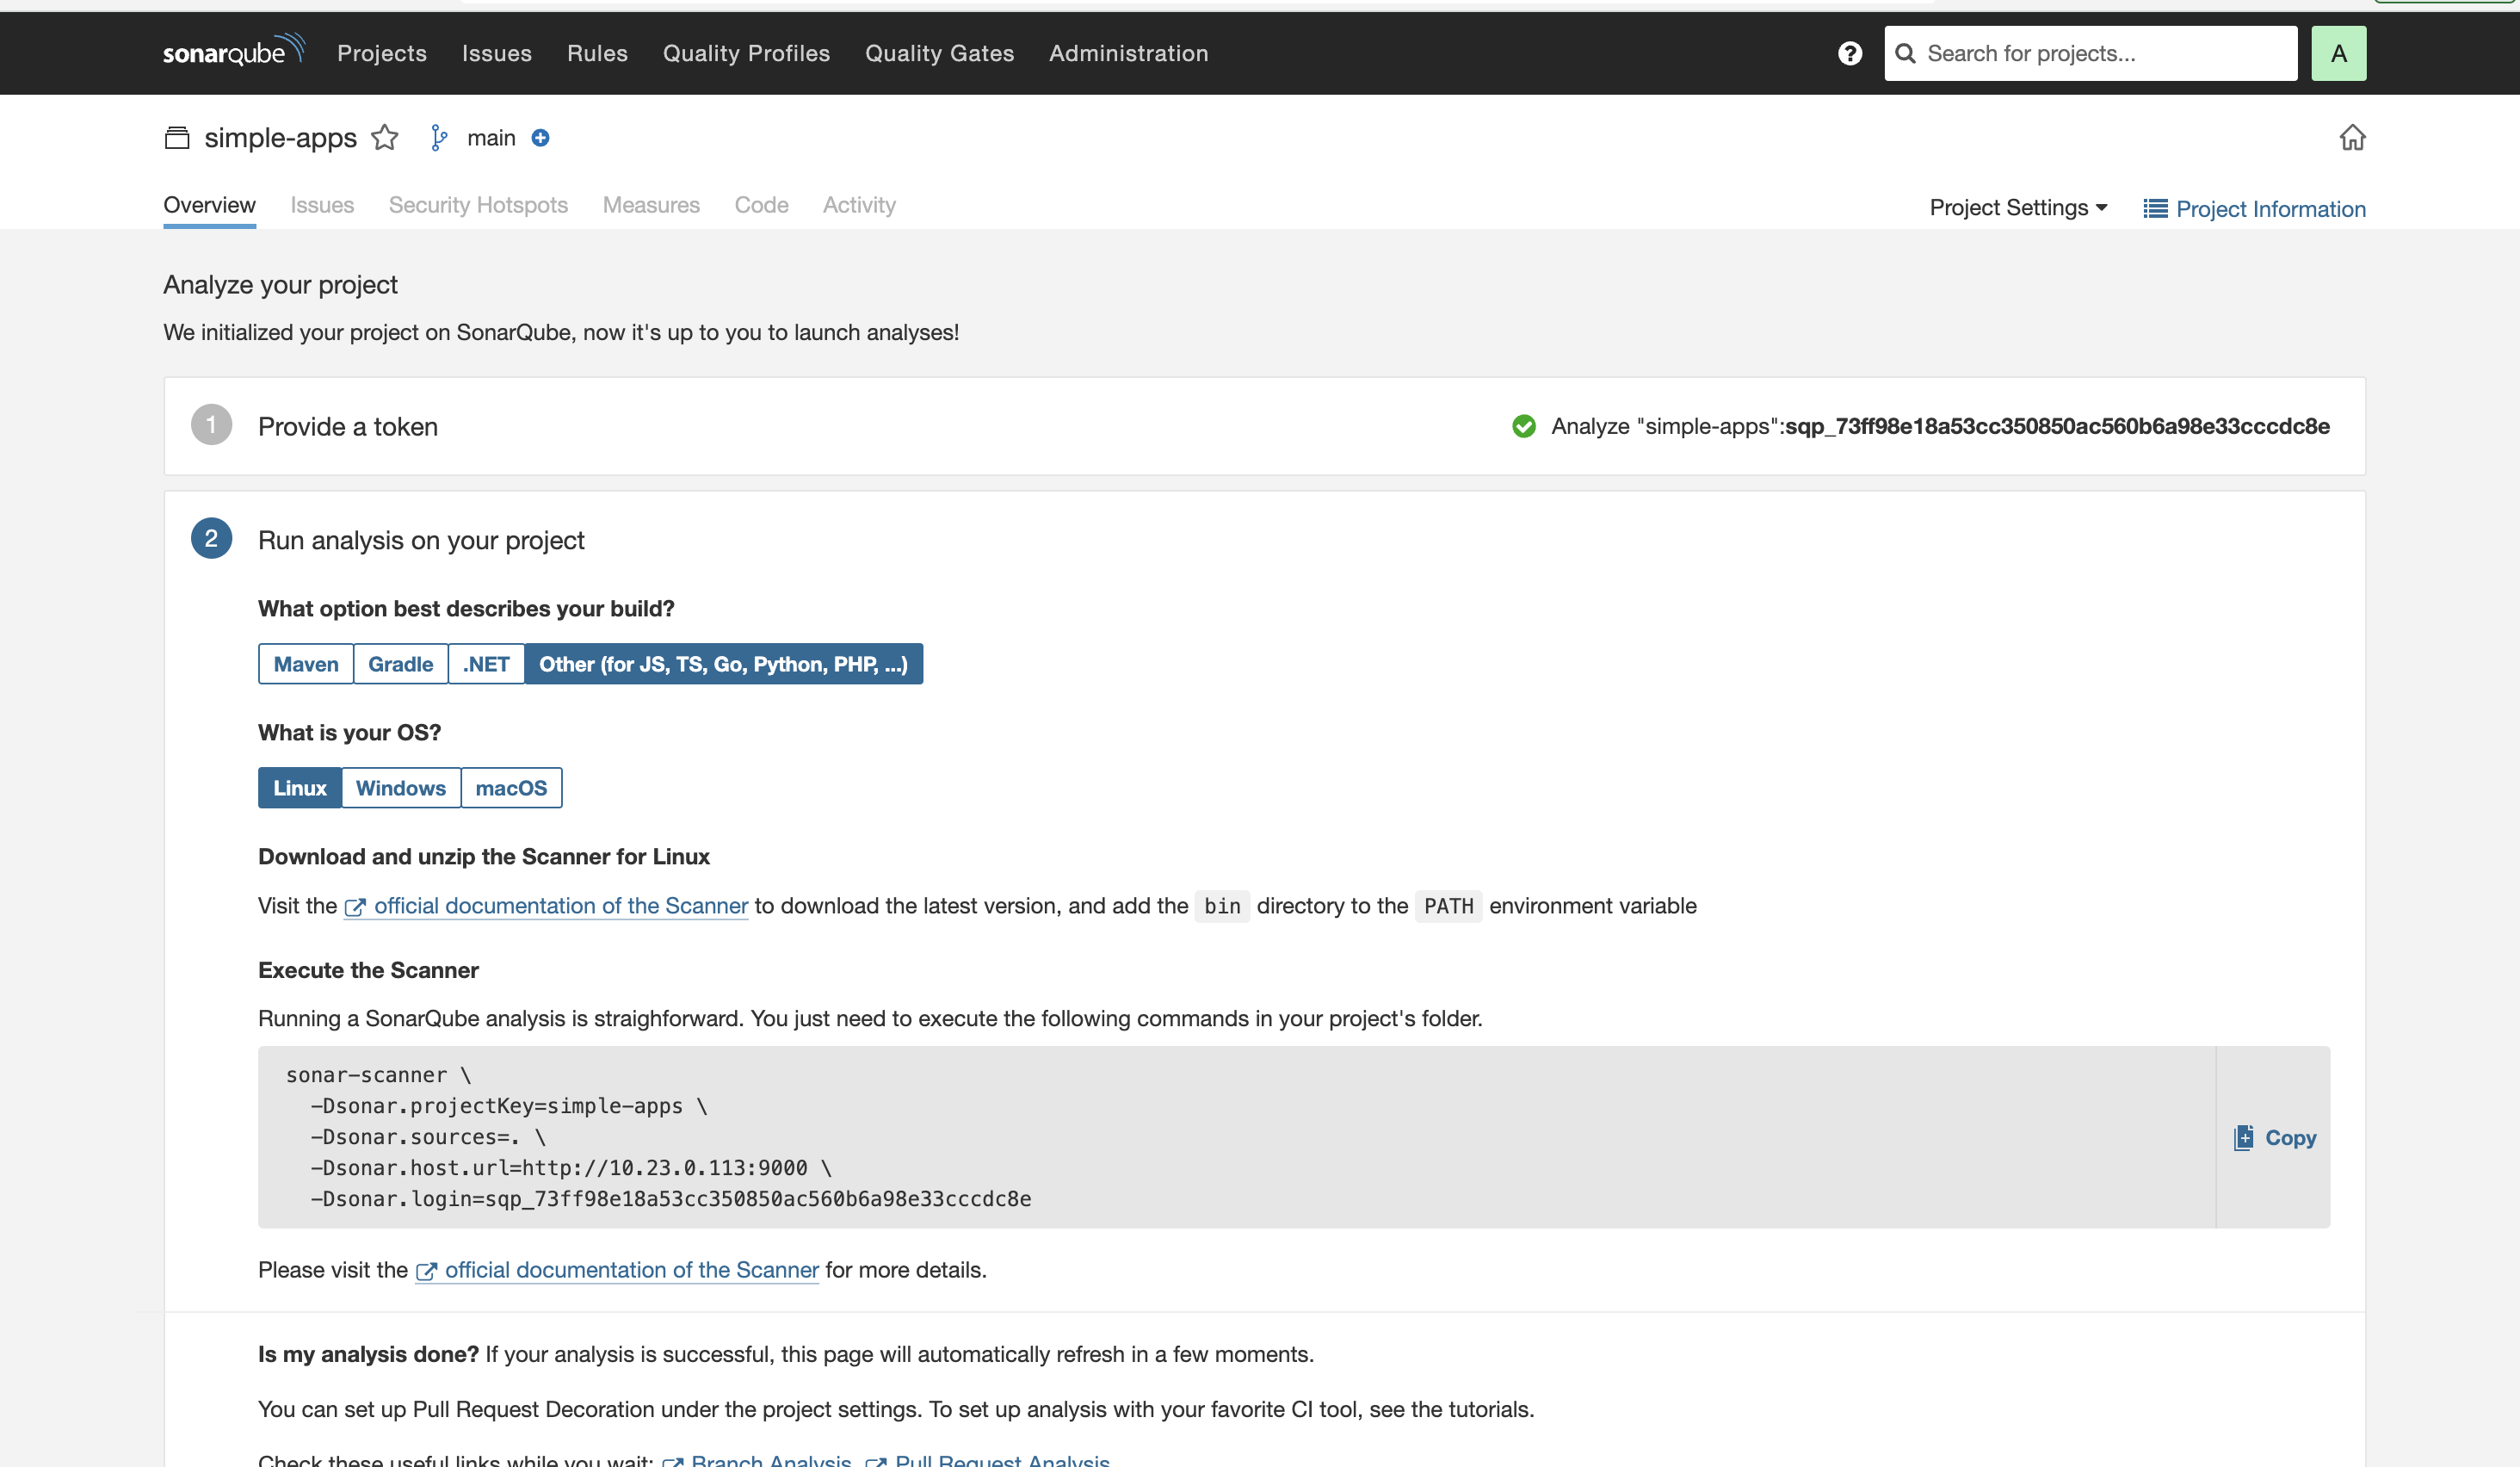 sonarqube Projects Issues Rules Quality Profiles Quality Gates Administration ? Search for projects... A
simple-apps main
Overview Issues Security Hotspots Measures Code Activity Project Settings Project Information
Analyze your project
We initialized your project on SonarQube, now it's up to you to launch analyses!
1 Provide a token Analyze "simple-apps":sqp_73ff98e18a53cc350850ac560b6a98e33cccdc8e
2 Run analysis on your project
What option best describes your build?
Maven Gradle .NET Other (for JS, TS, Go, Python, PHP, ...)
What is your OS?
Linux Windows macOS
Download and unzip the Scanner for Linux
Visit the official documentation of the Scanner to download the latest version, and add the bin directory to the PATH environment variable
Execute the Scanner
Running a SonarQube analysis is straighforward. You just need to execute the following commands in your project's folder.
sonar-scanner \
-Dsonar.projectKey=simple-apps \
-Dsonar.sources=. \
-Dsonar.host.url=http://10.23.0.113:9000 \
-Dsonar.login=sqp_73ff98e18a53cc350850ac560b6a98e33cccdc8e
Copy
Please visit the official documentation of the Scanner for more details.
Is my analysis done? If your analysis is successful, this page will automatically refresh in a few moments.
You can set up Pull Request Decoration under the project settings. To set up analysis with your favorite CI tool, see the tutorials.
Check these useful links while you wait: Branch Analysis, Pull Request Analysis.